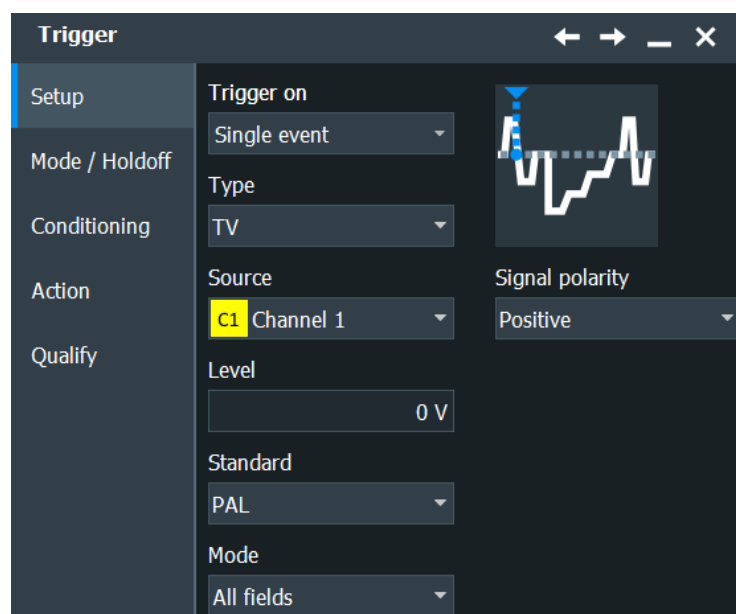 Trigger
Setup
Mode / Holdoff
Conditioning
Action
Qualify
Trigger on
Single event
Type
TV
Source
C1 Channel 1
Level
0 V
Standard
PAL
Mode
All fields
Signal polarity
Positive